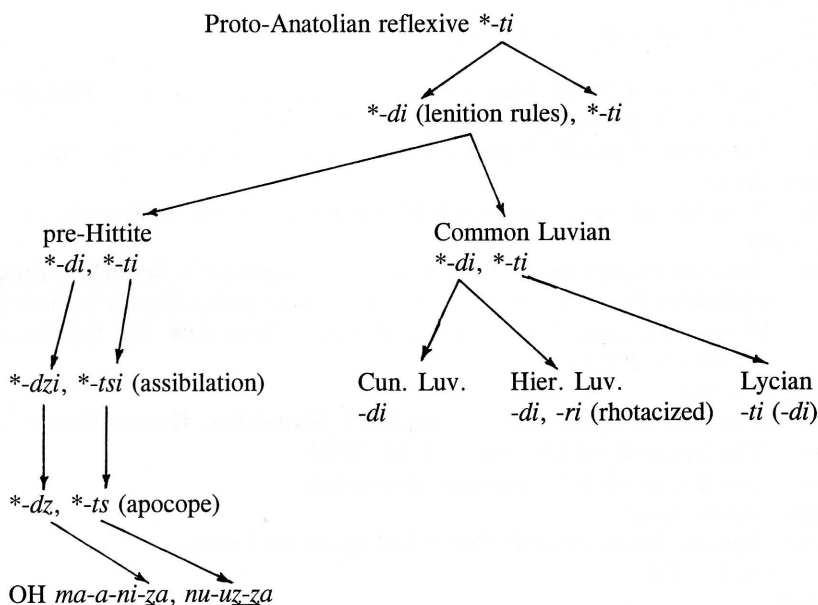 Proto-Anatolian reflexive *-ti
*-di (lenition rules), *-ti
pre-Hittite Common Luvian
*-di, *-ti *-di, *-ti
*-dzi, *-tsi (assibilation) Cun. Luv. Hier. Luv. Lycian
-di -di, -ri (rhotacized) -ti (-di)
*-dz, *-ts (apocope)
OH ma-a-ni-za, nu-uz-za